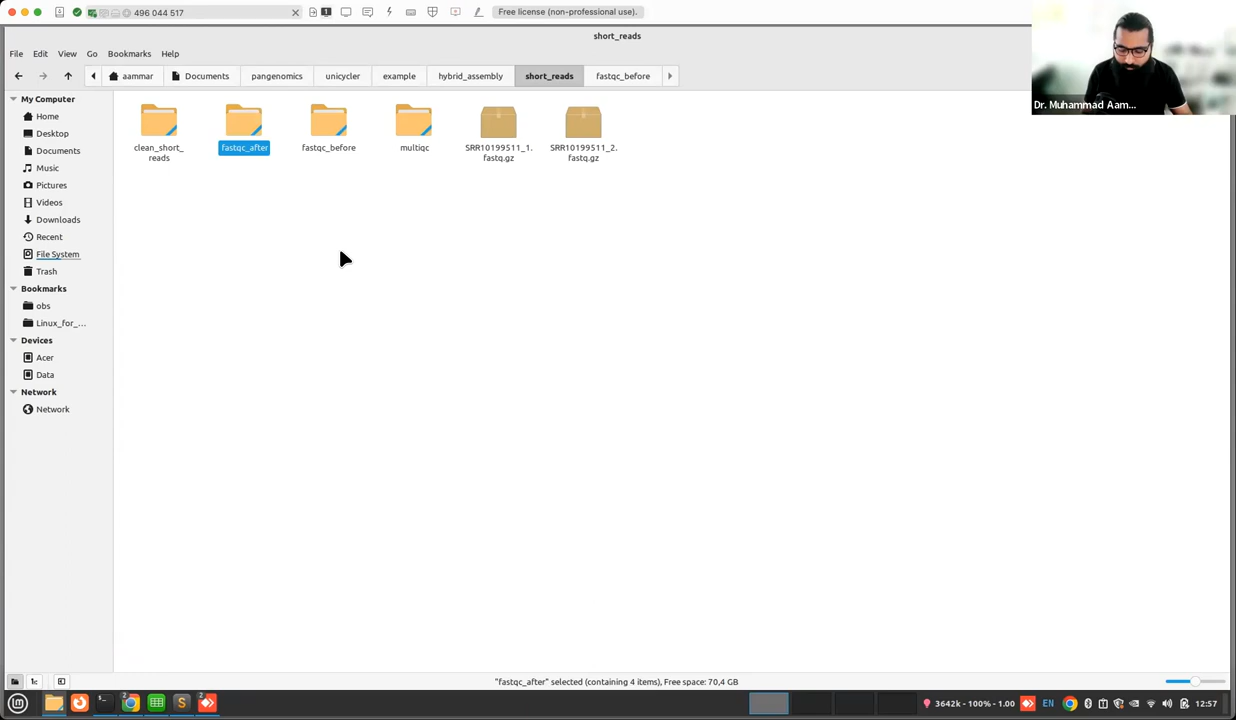 496 044 517
Free license (non-professional use).
short_reads
File Edit View Go Bookmarks Help
aammar Documents pangenomics unicycler example hybrid_assembly short_reads fastqc_before
Dr. Muhammad Aam...
My Computer
Home
Desktop
Documents
Music
Pictures
Videos
Downloads
Recent
File System
Trash
Bookmarks
obs
Linux_for_...
Devices
Acer
Data
Network
Network
clean_short_
reads
fastqc_after
fastqc_before
multiqc
SRR10199511_1.
fastq.gz
SRR10199511_2.
fastq.gz
"fastqc_after" selected (containing 4 items), Free space: 70,4 GB
2 2
3642k - 100% - 1.00 EN 12:57